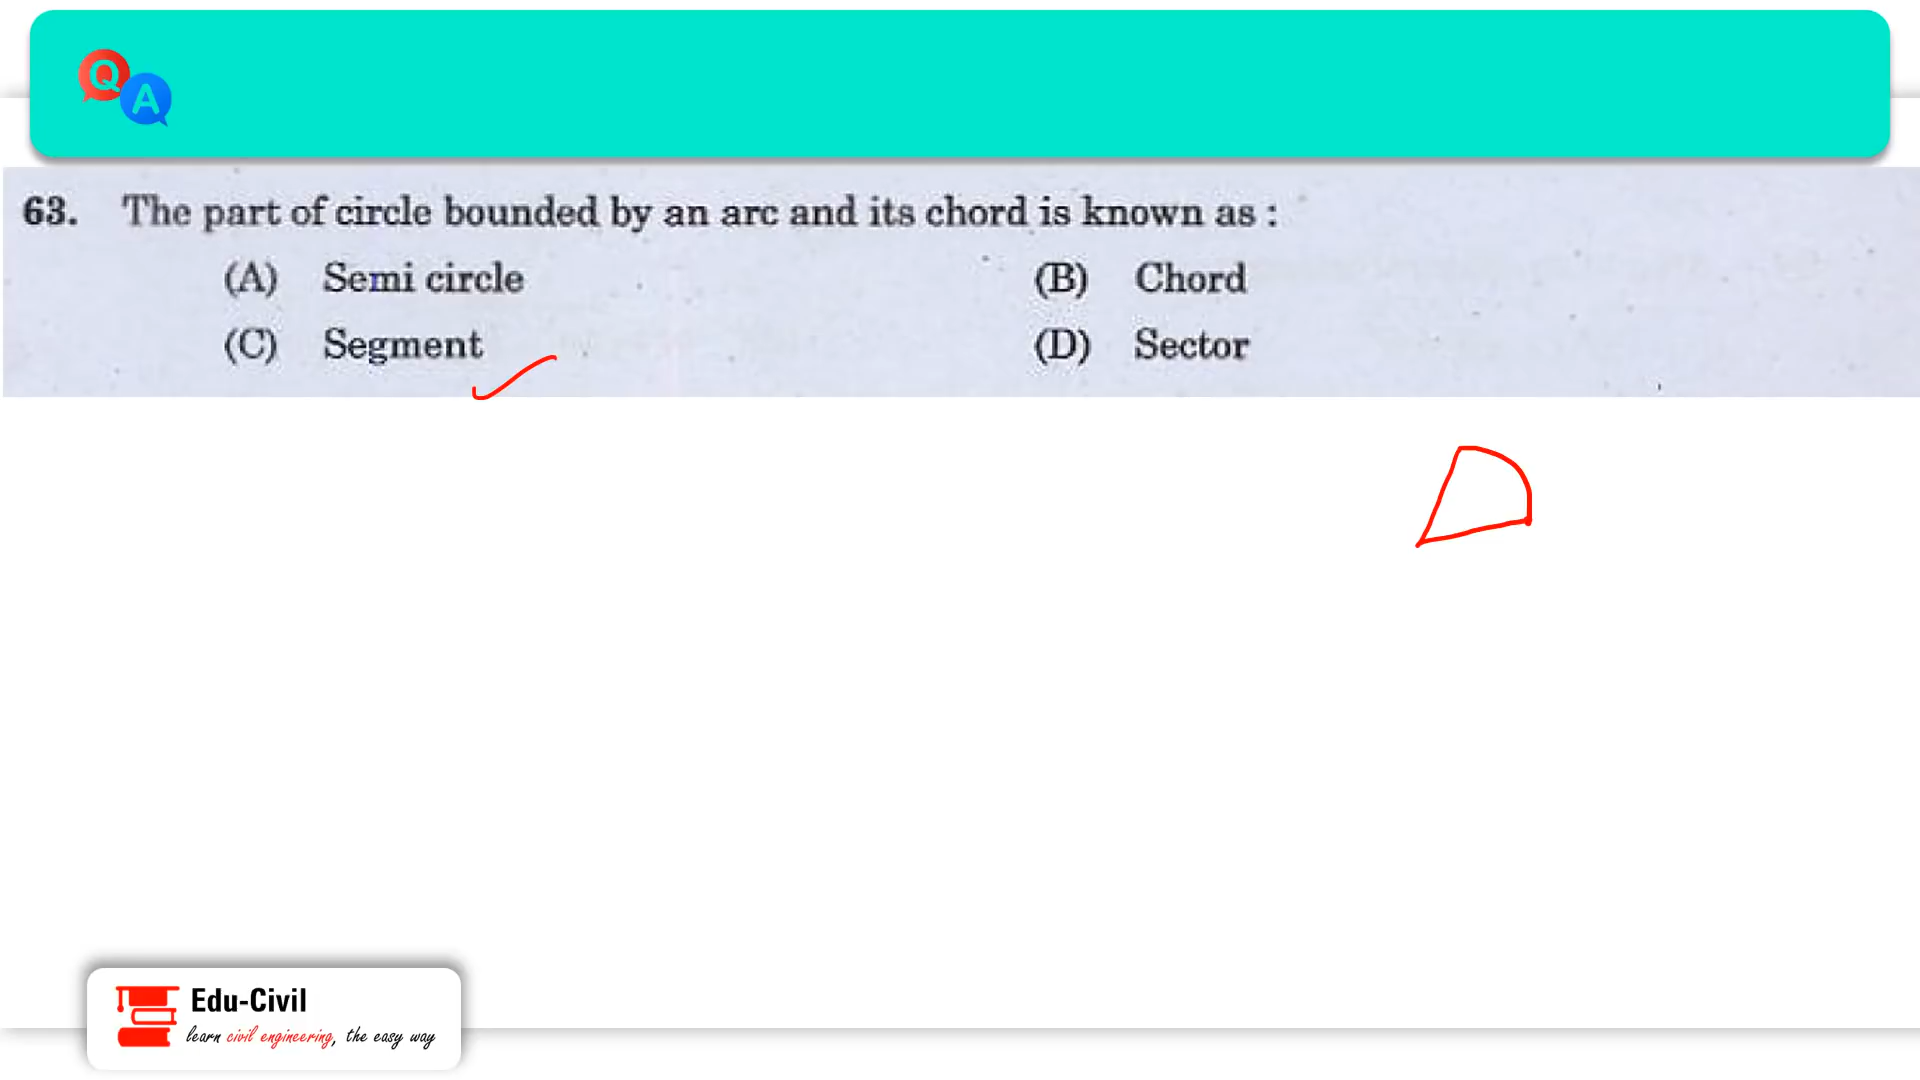 Q
A
63. The part of circle bounded by an arc and its chord is known as :
(A) Semi circle (B) Chord
(C) Segment (D) Sector
Edu-Civil
learn civil engineering, the easy way